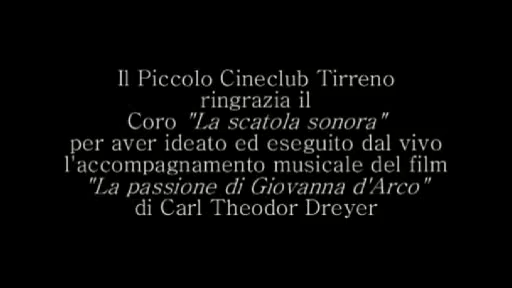 Il Piccolo Cineclub Tirreno
ringrazia il
Coro "La scatola sonora"
per aver ideato ed eseguito dal vivo
l'accompagnamento musicale del film
"La passione di Giovanna d'Arco"
di Carl Theodor Dreyer